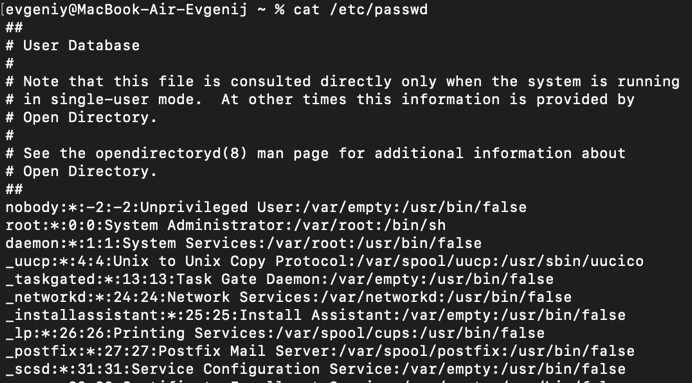 [evgeniy@MacBook-Air-Evgenij ~ % cat /etc/passwd
##
# User Database
#
# Note that this file is consulted directly only when the system is running
# in single-user mode.  At other times this information is provided by
# Open Directory.
#
# See the opendirectoryd(8) man page for additional information about
# Open Directory.
##
nobody:*:-2:-2:Unprivileged User:/var/empty:/usr/bin/false
root:*:0:0:System Administrator:/var/root:/bin/sh
daemon:*:1:1:System Services:/var/root:/usr/bin/false
_uucp:*:4:4:Unix to Unix Copy Protocol:/var/spool/uucp:/usr/sbin/uucico
_taskgated:*:13:13:Task Gate Daemon:/var/empty:/usr/bin/false
_networkd:*:24:24:Network Services:/var/networkd:/usr/bin/false
_installassistant:*:25:25:Install Assistant:/var/empty:/usr/bin/false
_lp:*:26:26:Printing Services:/var/spool/cups:/usr/bin/false
_postfix:*:27:27:Postfix Mail Server:/var/spool/postfix:/usr/bin/false
_scsd:*:31:31:Service Configuration Service:/var/empty:/usr/bin/false